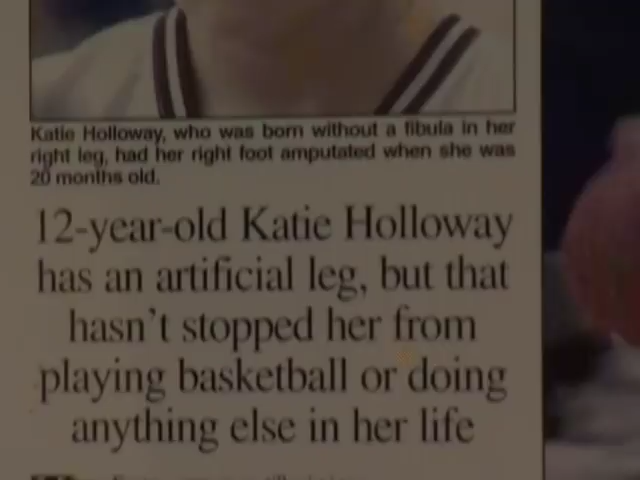 Katie Holloway, who was born without a fibula in her
right leg, had her right foot amputated when she was
20 months old.
12-year-old Katie Holloway
has an artificial leg, but that
hasn't stopped her from
playing basketball or doing
anything else in her life